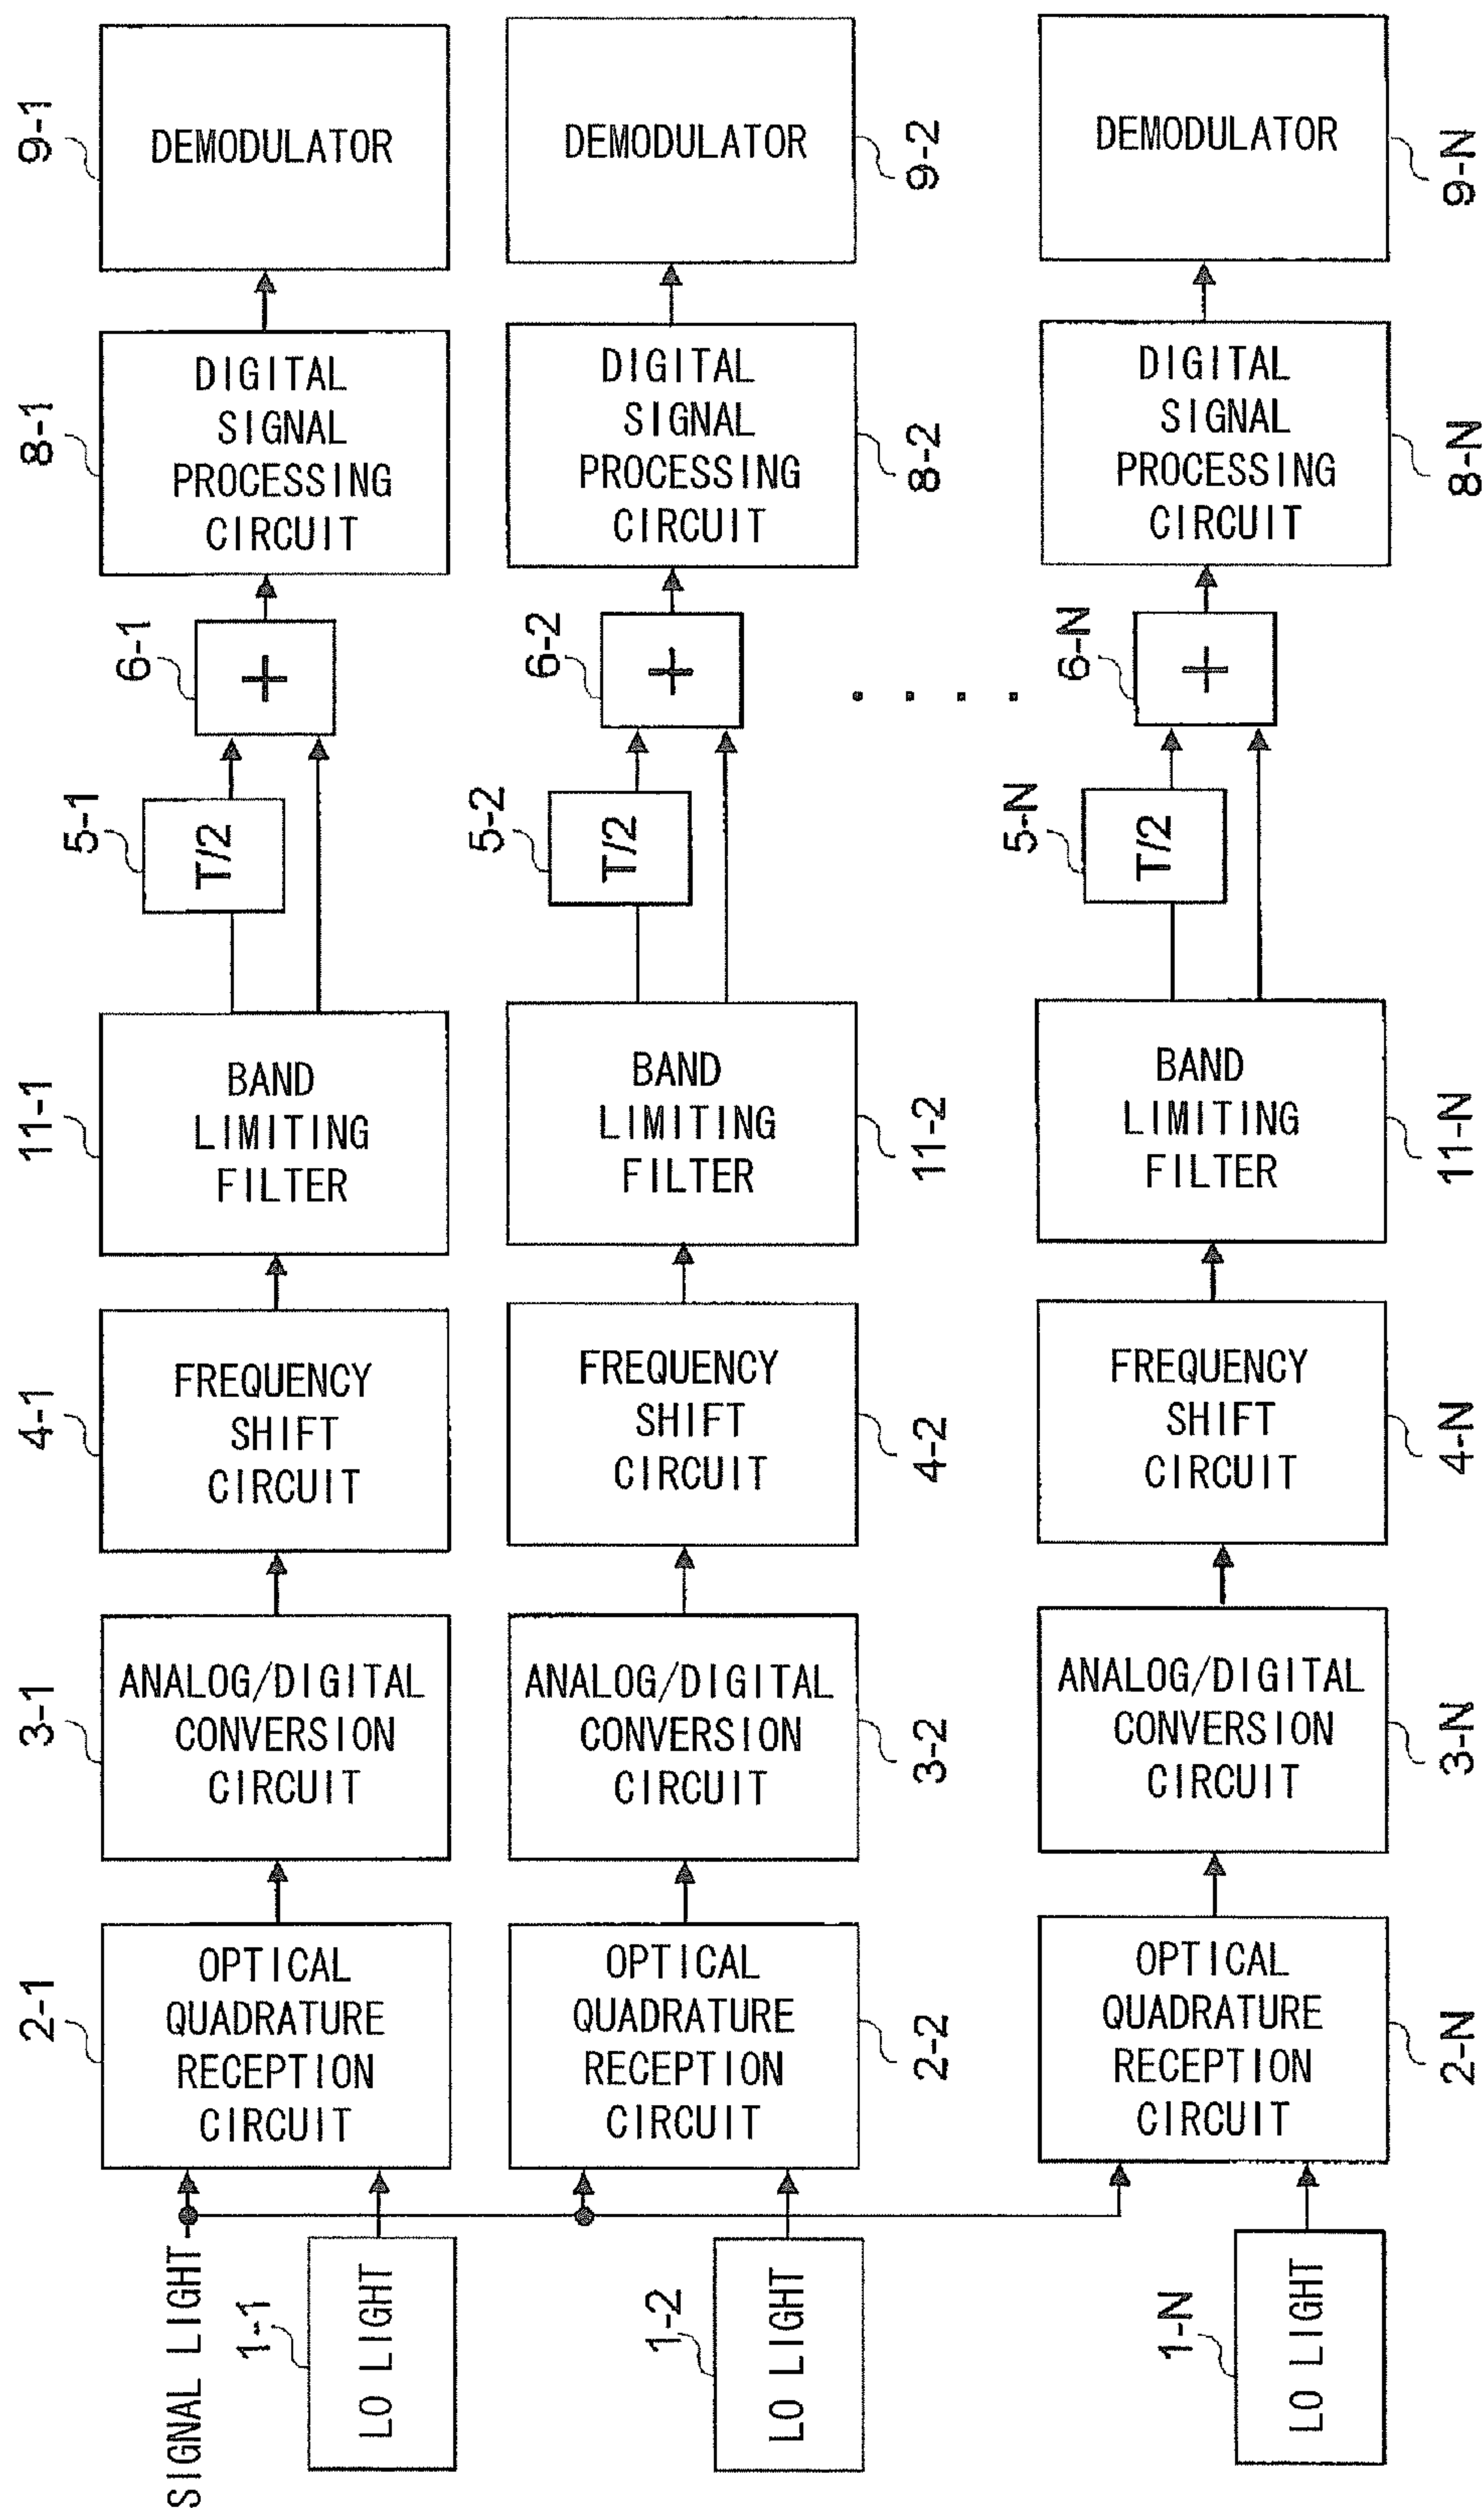 SIGNAL LIGHT
1-1
LO LIGHT
2-1
OPTICAL
QUADRATURE
RECEPTION
CIRCUIT
3-1
ANALOG/DIGITAL
CONVERSION
CIRCUIT
4-1
FREQUENCY
SHIFT
CIRCUIT
11-1
BAND
LIMITING
FILTER
5-1
T/2
6-1
+
8-1
DIGITAL
SIGNAL
PROCESSING
CIRCUIT
9-1
DEMODULATOR
1-2
LO LIGHT
OPTICAL
QUADRATURE
RECEPTION
CIRCUIT
2-2
ANALOG/DIGITAL
CONVERSION
CIRCUIT
3-2
FREQUENCY
SHIFT
CIRCUIT
4-2
BAND
LIMITING
FILTER
11-2
5-2
T/2
6-2
+
DIGITAL
SIGNAL
PROCESSING
CIRCUIT
8-2
DEMODULATOR
9-2
. . . .
1-N
LO LIGHT
OPTICAL
QUADRATURE
RECEPTION
CIRCUIT
2-N
ANALOG/DIGITAL
CONVERSION
CIRCUIT
3-N
FREQUENCY
SHIFT
CIRCUIT
4-N
BAND
LIMITING
FILTER
11-N
5-N
T/2
6-N
+
DIGITAL
SIGNAL
PROCESSING
CIRCUIT
8-N
DEMODULATOR
9-N